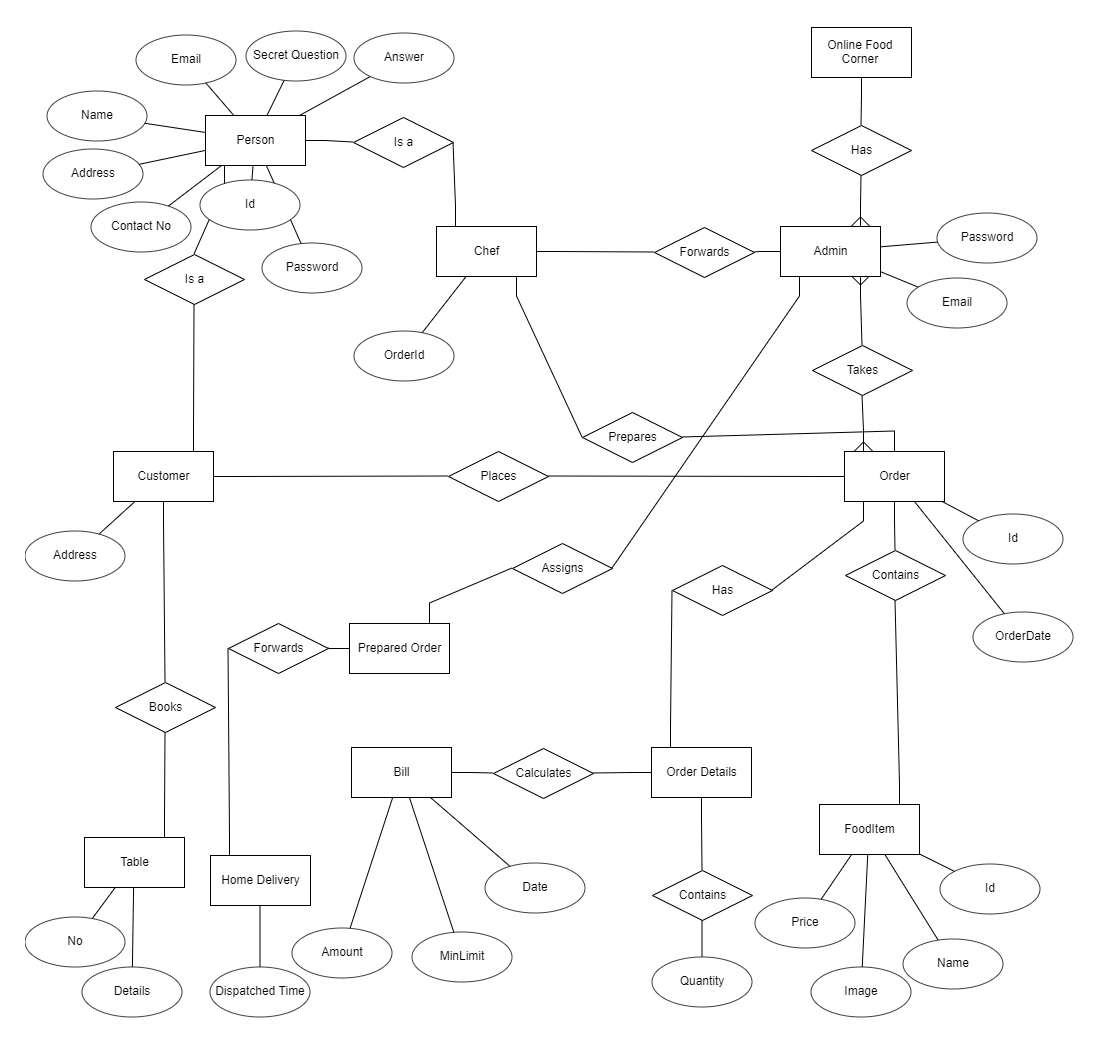 Online Food
Corner
Secret Question
Email
Answer
Name
Person
Is a
Has
Address
Id
Contact No
Password
Is a
Chef
Forwards
Admin
Password
Email
OrderId
Takes
Prepares
Customer
Places
Order
Address
Id
Assigns
Has
Contains
OrderDate
Forwards
Prepared Order
Books
Bill
Calculates
Order Details
FoodItem
Table
Home Delivery
Date
Contains
Id
Price
No
Amount
MinLimit
Name
Details
Dispatched Time
Quantity
Image